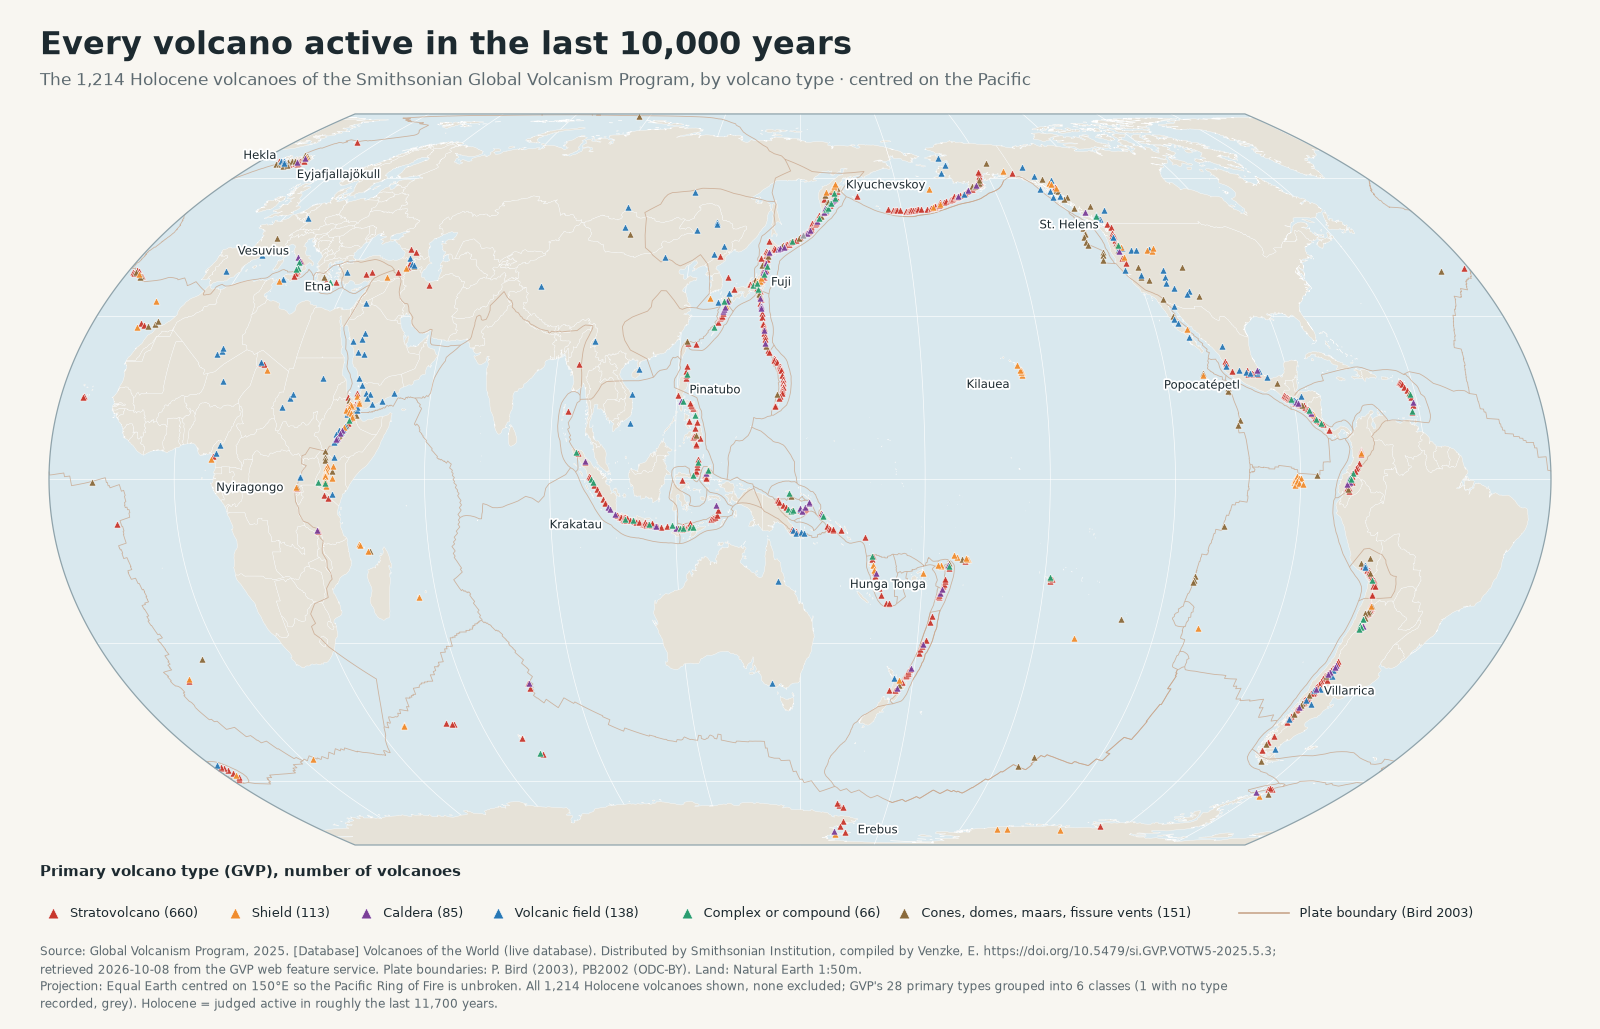 Every volcano active in the last 10,000 years
The 1,214 Holocene volcanoes of the Smithsonian Global Volcanism Program, by volcano type · centred on the Pacific
Hekla
Eyjafjallajökull
Klyuchevskoy
St. Helens
Vesuvius
Etna
Fuji
Pinatubo
Kilauea
Popocatépetl
Nyiragongo
Krakatau
Hunga Tonga
Villarrica
Erebus
Primary volcano type (GVP), number of volcanoes
Stratovolcano (660)
Shield (113)
Caldera (85)
Volcanic field (138)
Complex or compound (66)
Cones, domes, maars, fissure vents (151)
Plate boundary (Bird 2003)
Source: Global Volcanism Program, 2025. [Database] Volcanoes of the World (live database). Distributed by Smithsonian Institution, compiled by Venzke, E. https://doi.org/10.5479/si.GVP.VOTW5-2025.5.3;
retrieved 2026-10-08 from the GVP web feature service. Plate boundaries: P. Bird (2003), PB2002 (ODC-BY). Land: Natural Earth 1:50m.
Projection: Equal Earth centred on 150°E so the Pacific Ring of Fire is unbroken. All 1,214 Holocene volcanoes shown, none excluded; GVP's 28 primary types grouped into 6 classes (1 with no type
recorded, grey). Holocene = judged active in roughly the last 11,700 years.